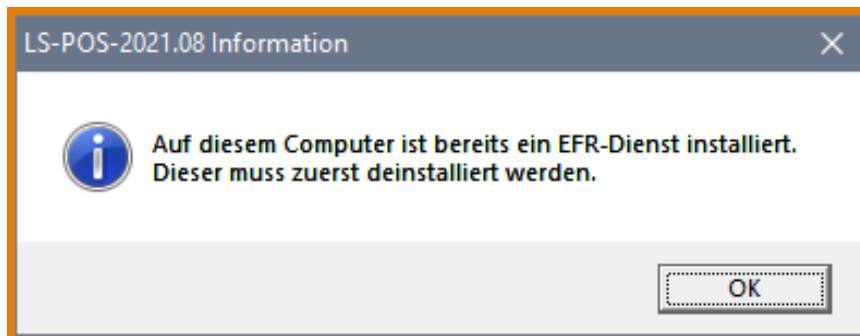 LS-POS-2021.08 Information
Auf diesem Computer ist bereits ein EFR-Dienst installiert.
Dieser muss zuerst deinstalliert werden.
OK